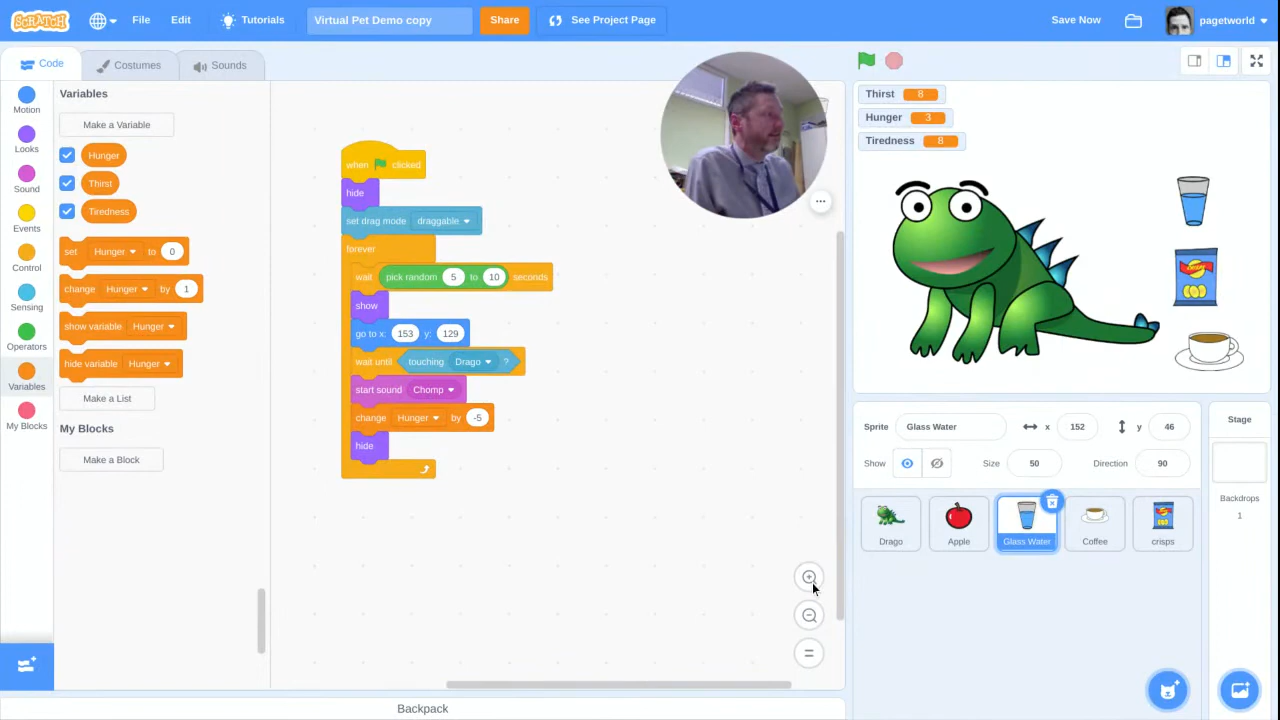 SCRATCH
File
Edit
Tutorials
Virtual Pet Demo copy
Share
See Project Page
Save Now
pagetworld
Code
Costumes
Sounds
Motion
Looks
Sound
Events
Control
Sensing
Operators
Variables
My Blocks
Variables
Make a Variable
Hunger
Thirst
Tiredness
set Hunger to 0
change Hunger by 1
show variable Hunger
hide variable Hunger
Make a List
My Blocks
Make a Block
when clicked
hide
set drag mode draggable
forever
wait pick random 5 to 10 seconds
show
go to x: 153 y: 129
wait until touching Drago ?
start sound Chomp
change Hunger by -5
hide
Backpack
Thirst 8
Hunger 3
Tiredness 8
Sprite Glass Water x 152 y 46
Show Size 50 Direction 90
Drago
Apple
Glass Water
Coffee
crisps
Stage
Backdrops
1